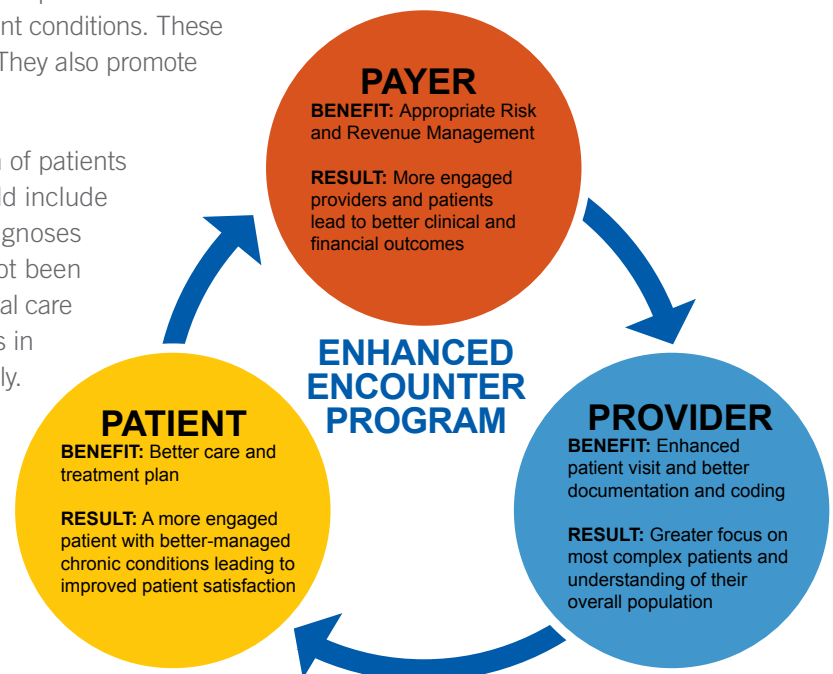 nt conditions. These
They also promote
of patients
ld include
gnoses
ot been
al care
s in
ly.
PAYER
BENEFIT: Appropriate Risk
and Revenue Management
RESULT: More engaged
providers and patients
lead to better clinical and
financial outcomes
ENHANCED
ENCOUNTER
PROGRAM
PATIENT
BENEFIT: Better care and
treatment plan
RESULT: A more engaged
patient with better-managed
chronic conditions leading to
improved patient satisfaction
PROVIDER
BENEFIT: Enhanced
patient visit and better
documentation and coding
RESULT: Greater focus on
most complex patients and
understanding of their
overall population